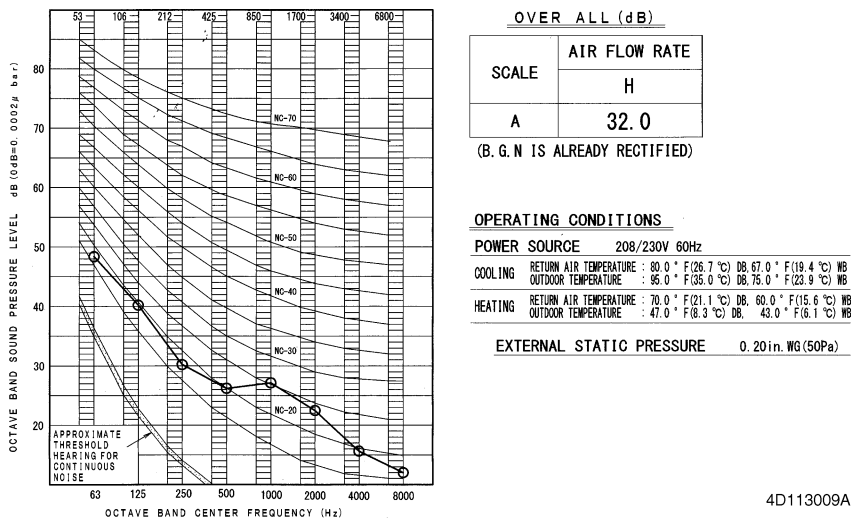 53 106 212 425 850 1700 3400 6800
80
70
60
50
40
30
20
OCTAVE BAND SOUND PRESSURE LEVEL dB (0dB=0.0002μ bar)
NC-70
NC-60
NC-50
NC-40
NC-30
NC-20
APPROXIMATE
THRESHOLD
HEARING FOR
CONTINUOUS
NOISE
63 125 250 500 1000 2000 4000 8000
OCTAVE BAND CENTER FREQUENCY (Hz)
OVER ALL (dB)
SCALE
AIR FLOW RATE
H
A 32.0
(B.G.N IS ALREADY RECTIFIED)
OPERATING CONDITIONS
POWER SOURCE 208/230V 60Hz
COOLING
RETURN AIR TEMPERATURE : 80.0 ° F(26.7 ℃) DB, 67.0 ° F(19.4 ℃) WB
OUTDOOR TEMPERATURE : 95.0 ° F(35.0 ℃) DB, 75.0 ° F(23.9 ℃) WB
HEATING
RETURN AIR TEMPERATURE : 70.0 ° F(21.1 ℃) DB, 60.0 ° F(15.6 ℃) WB
OUTDOOR TEMPERATURE : 47.0 ° F(8.3 ℃) DB, 43.0 ° F(6.1 ℃) WB
EXTERNAL STATIC PRESSURE 0.20in. WG(50Pa)
4D113009A